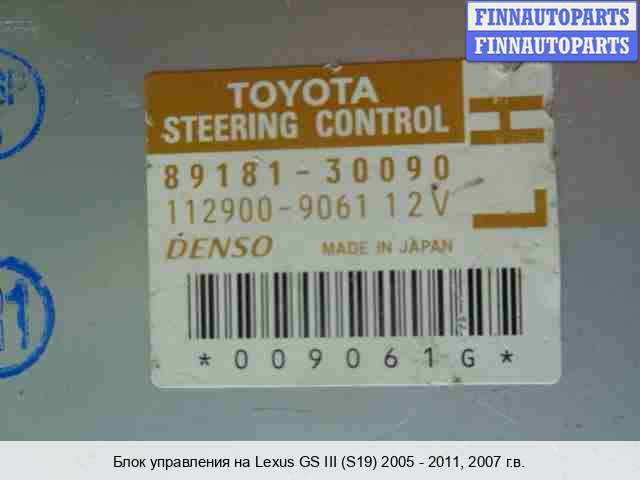 FINNAUTOPARTS
FINNAUTOPARTS
TOYOTA
STEERING CONTROL
LH
89181-30090
112900-9061 12V
DENSO MADE IN JAPAN
*009061G*
Блок управления на Lexus GS III (S19) 2005 - 2011, 2007 г.в.